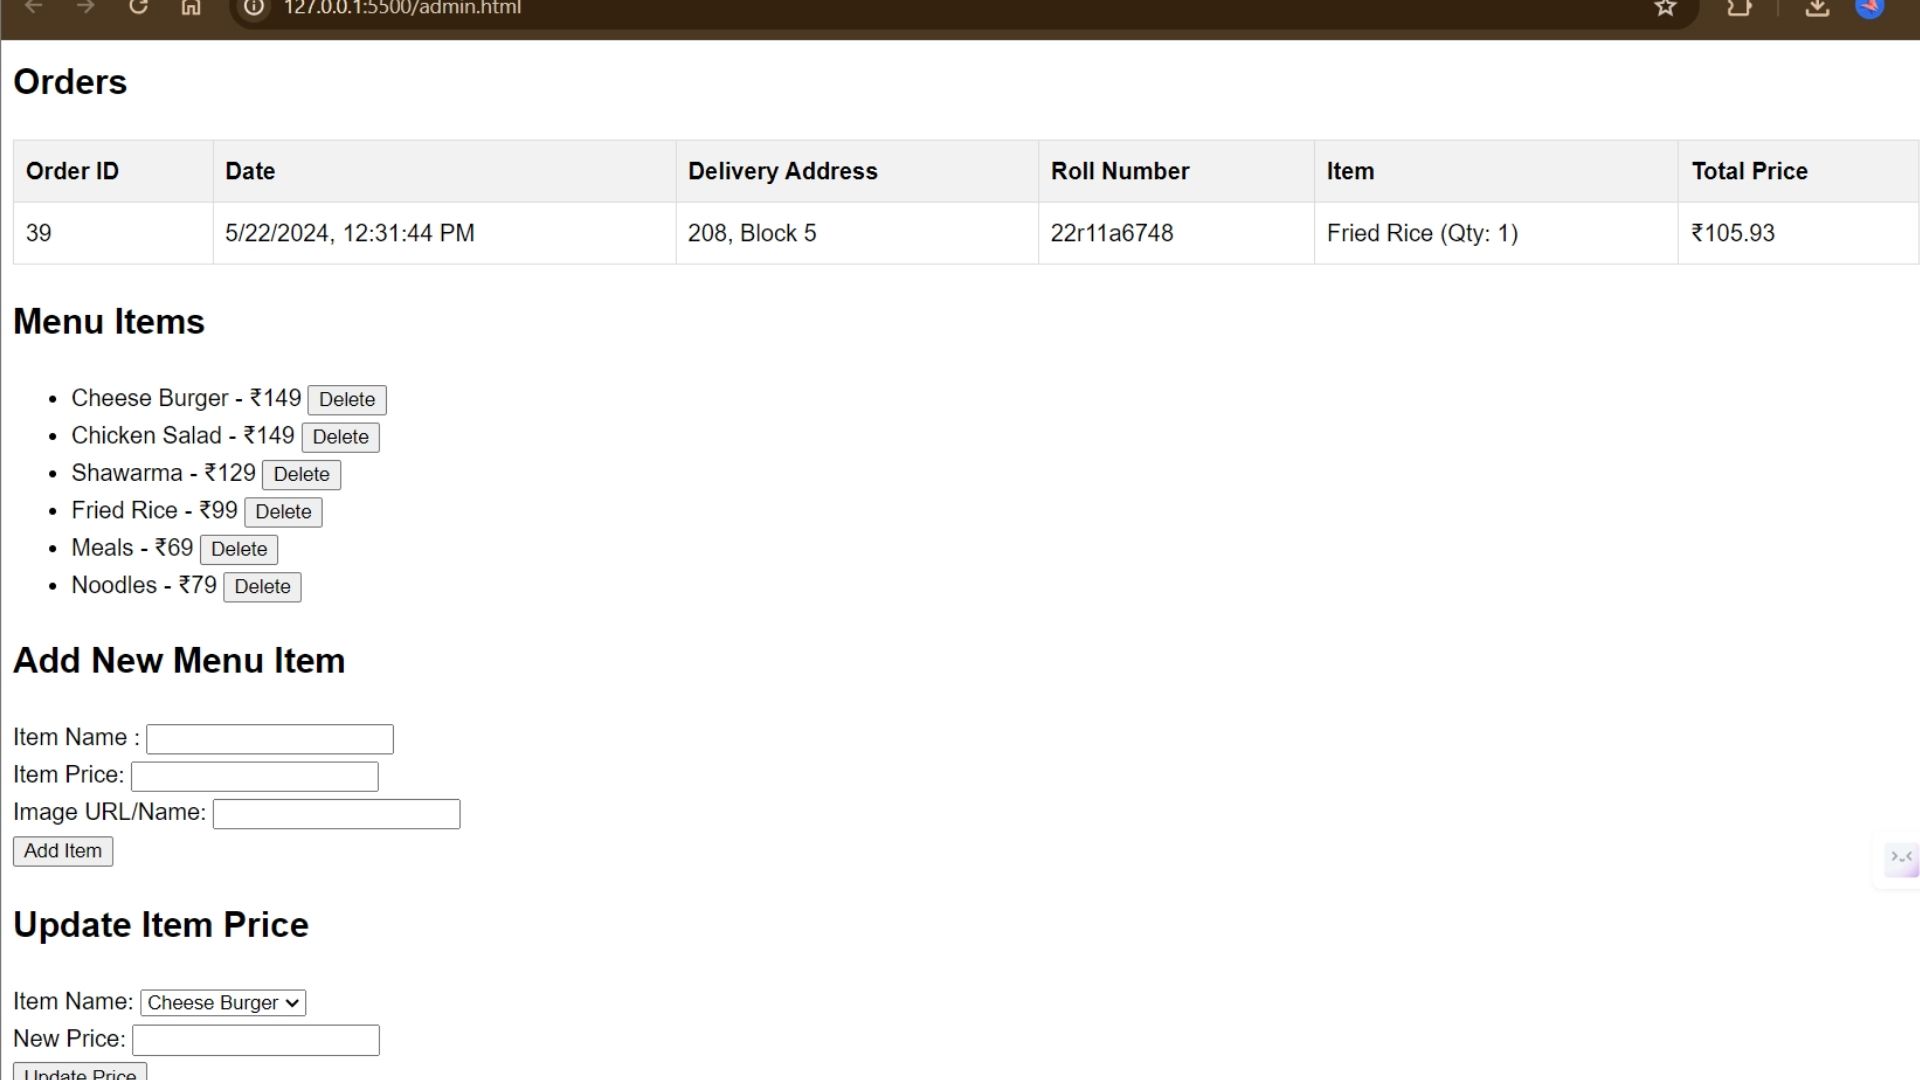 127.0.0.1:5500/admin.html
Orders
Order ID Date Delivery Address Roll Number Item Total Price
39 5/22/2024, 12:31:44 PM 208, Block 5 22r11a6748 Fried Rice (Qty: 1) ₹105.93
Menu Items
• Cheese Burger - ₹149 Delete
• Chicken Salad - ₹149 Delete
• Shawarma - ₹129 Delete
• Fried Rice - ₹99 Delete
• Meals - ₹69 Delete
• Noodles - ₹79 Delete
Add New Menu Item
Item Name :
Item Price:
Image URL/Name:
Add Item
Update Item Price
Item Name: Cheese Burger
New Price:
Update Price